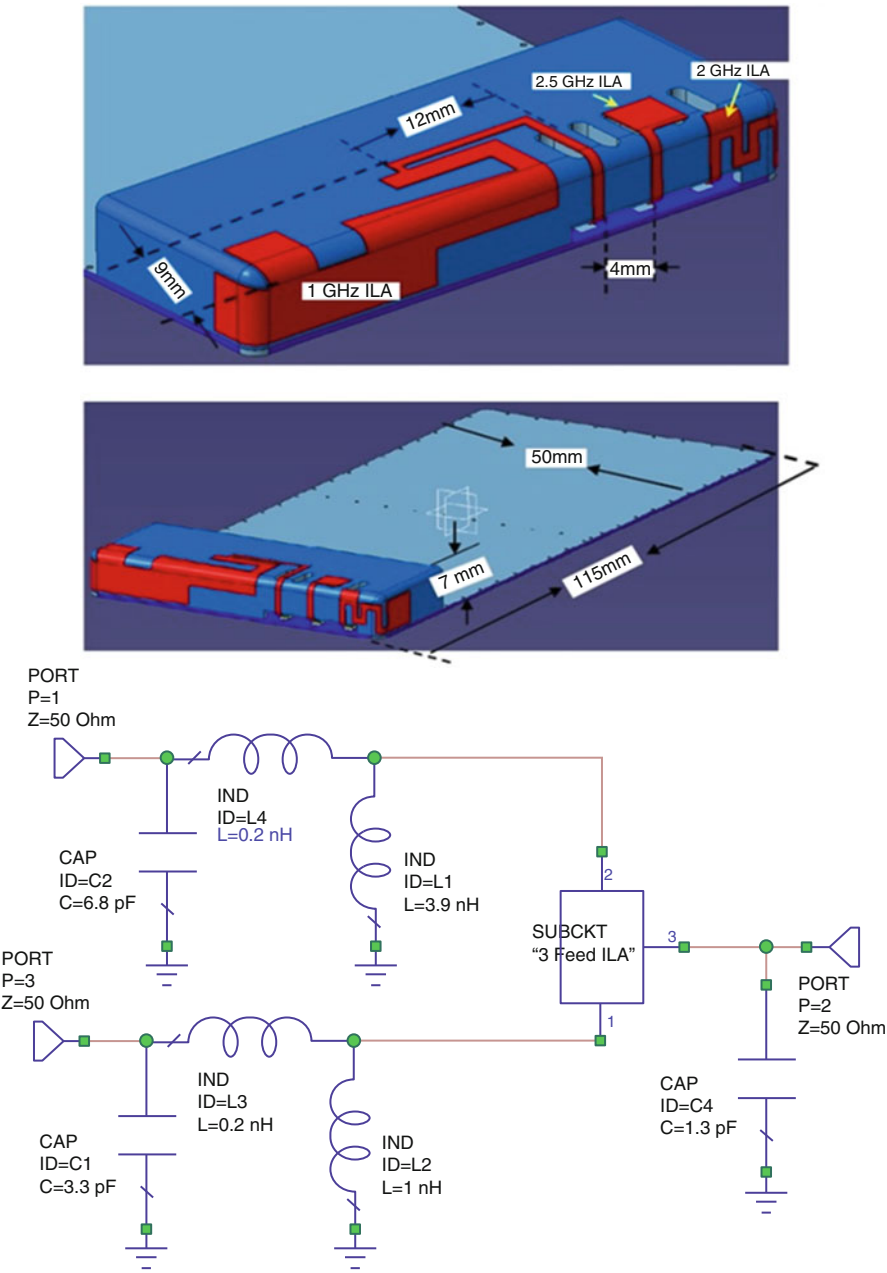 2.5 GHz ILA
2 GHz ILA
12mm
9mm
1 GHz ILA
4mm
50mm
7 mm
115mm
PORT
P=1
Z=50 Ohm
IND
ID=L4
L=0.2 nH
CAP
ID=C2
C=6.8 pF
IND
ID=L1
L=3.9 nH
2
SUBCKT
“3 Feed ILA”
3
1
PORT
P=3
Z=50 Ohm
PORT
P=2
Z=50 Ohm
IND
ID=L3
L=0.2 nH
CAP
ID=C1
C=3.3 pF
IND
ID=L2
L=1 nH
CAP
ID=C4
C=1.3 pF